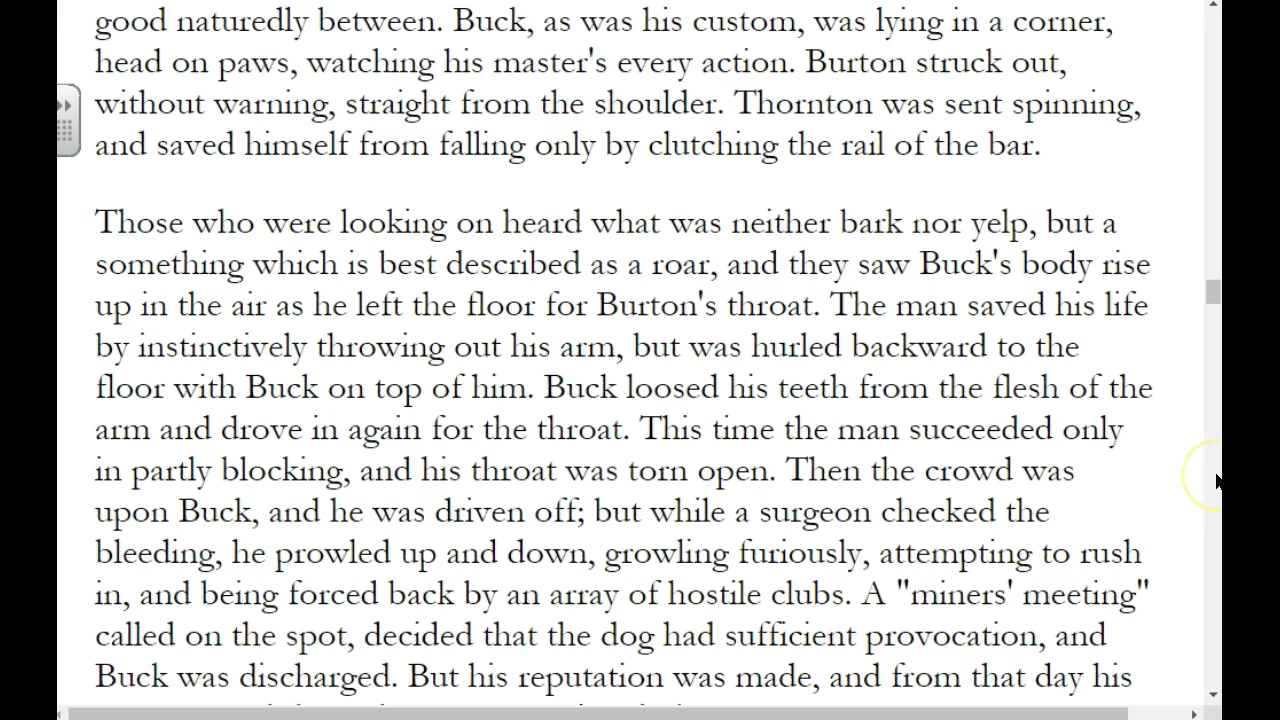 good naturedly between. Buck, as was his custom, was lying in a corner,
head on paws, watching his master's every action. Burton struck out,
without warning, straight from the shoulder. Thornton was sent spinning,
and saved himself from falling only by clutching the rail of the bar.
Those who were looking on heard what was neither bark nor yelp, but a
something which is best described as a roar, and they saw Buck's body rise
up in the air as he left the floor for Burton's throat. The man saved his life
by instinctively throwing out his arm, but was hurled backward to the
floor with Buck on top of him. Buck loosed his teeth from the flesh of the
arm and drove in again for the throat. This time the man succeeded only
in partly blocking, and his throat was torn open. Then the crowd was
upon Buck, and he was driven off; but while a surgeon checked the
bleeding, he prowled up and down, growling furiously, attempting to rush
in, and being forced back by an array of hostile clubs. A "miners' meeting"
called on the spot, decided that the dog had sufficient provocation, and
Buck was discharged. But his reputation was made, and from that day his